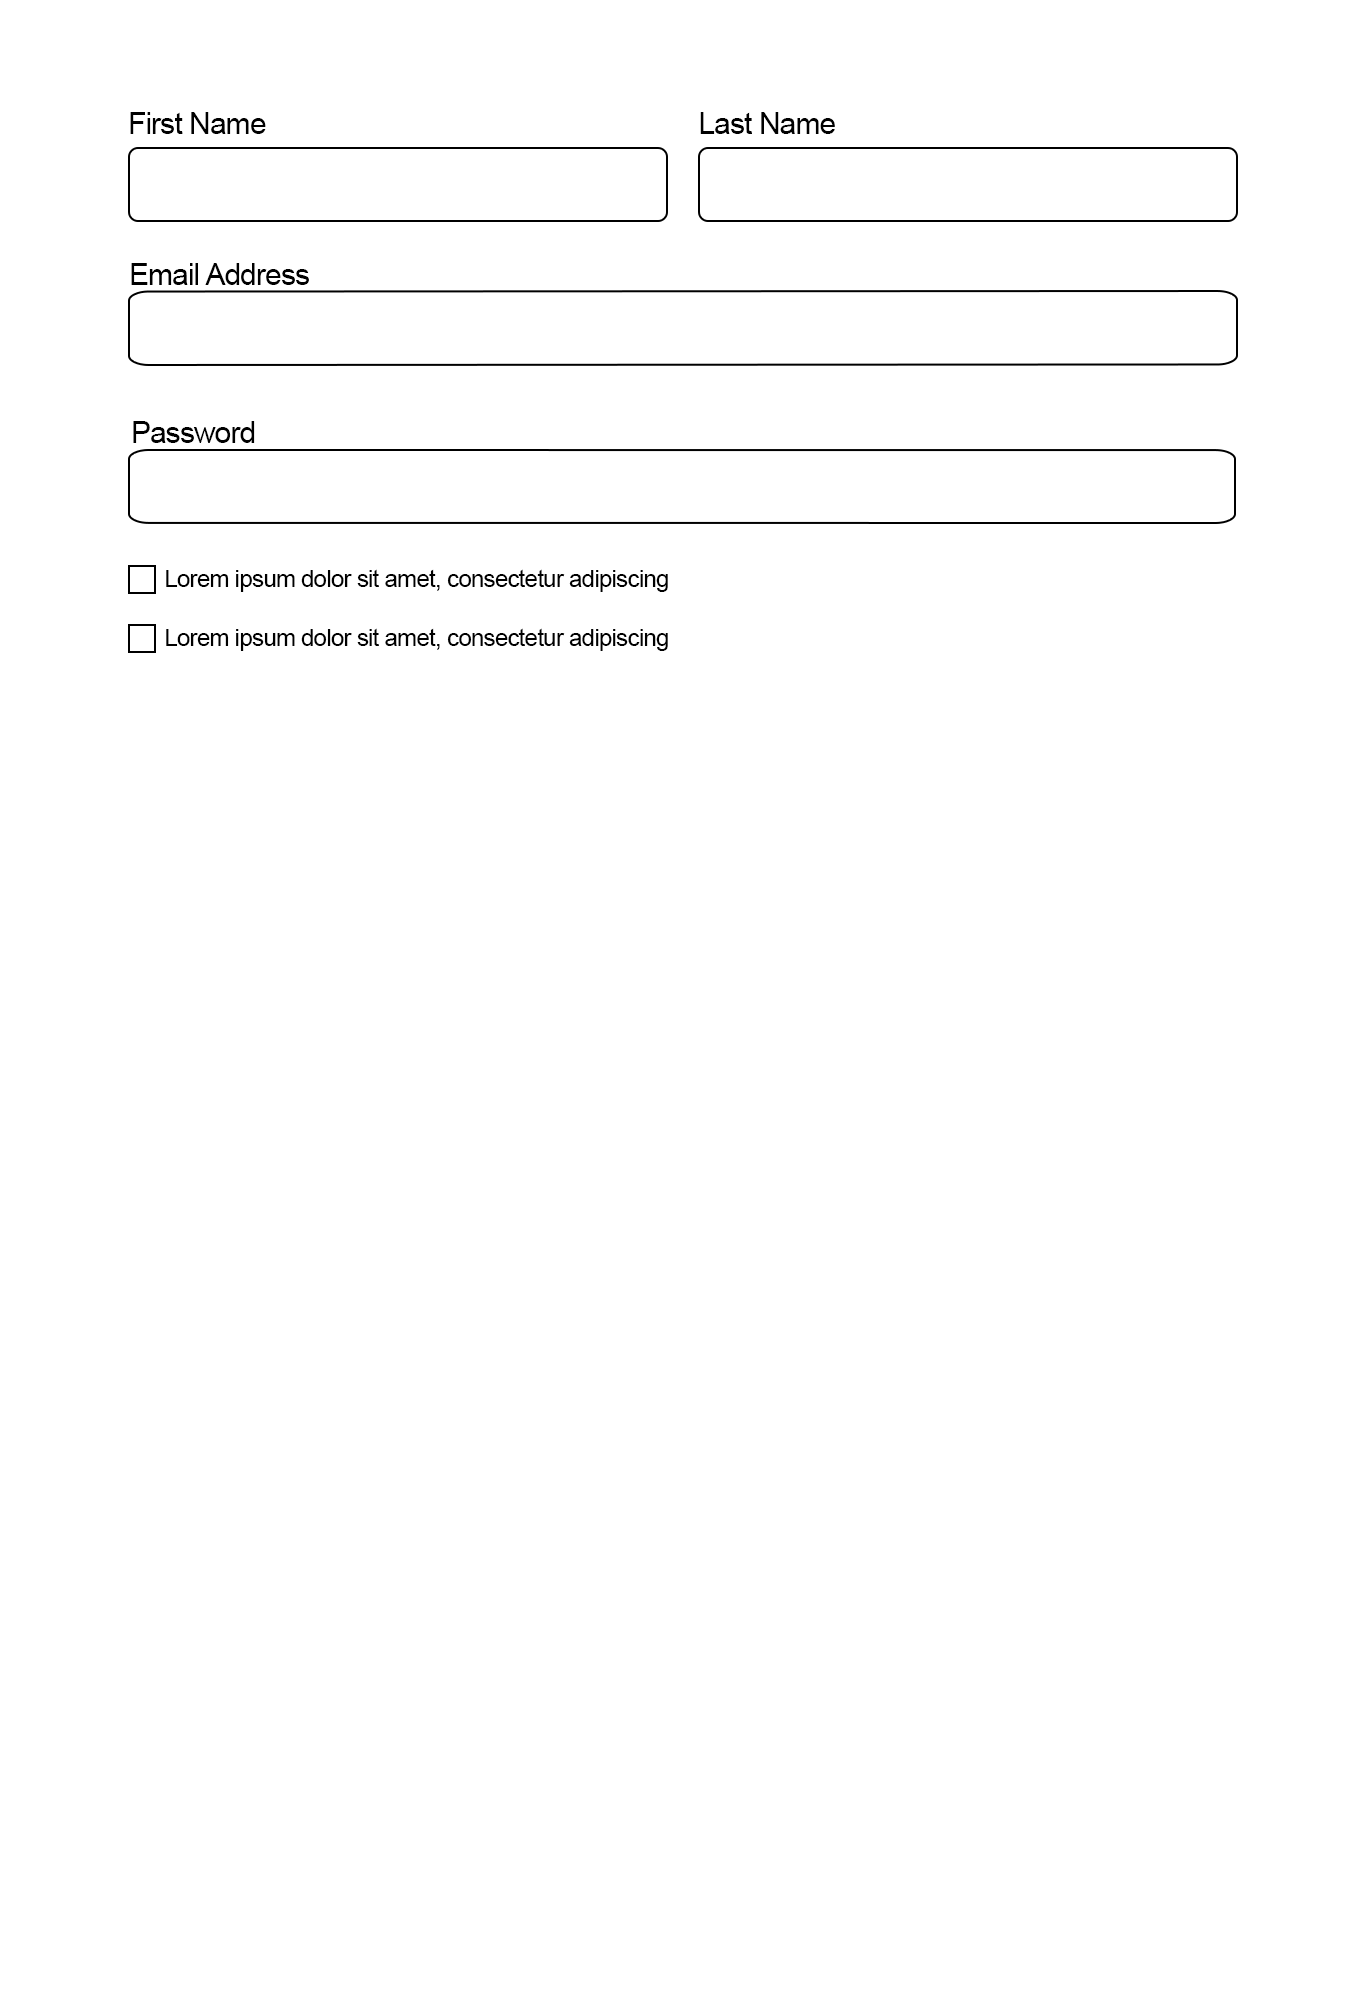 First Name
Last Name
Email Address
Password
Lorem ipsum dolor sit amet, consectetur adipiscing
Lorem ipsum dolor sit amet, consectetur adipiscing